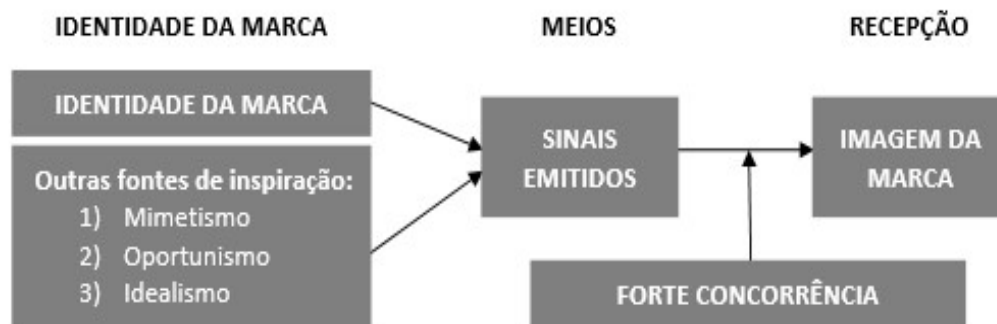 IDENTIDADE DA MARCA
MEIOS
RECEPÇÃO
IDENTIDADE DA MARCA
Outras fontes de inspiração:
1) Mimetismo
2) Oportunismo
3) Idealismo
SINAIS
EMITIDOS
IMAGEM DA
MARCA
FORTE CONCORRÊNCIA